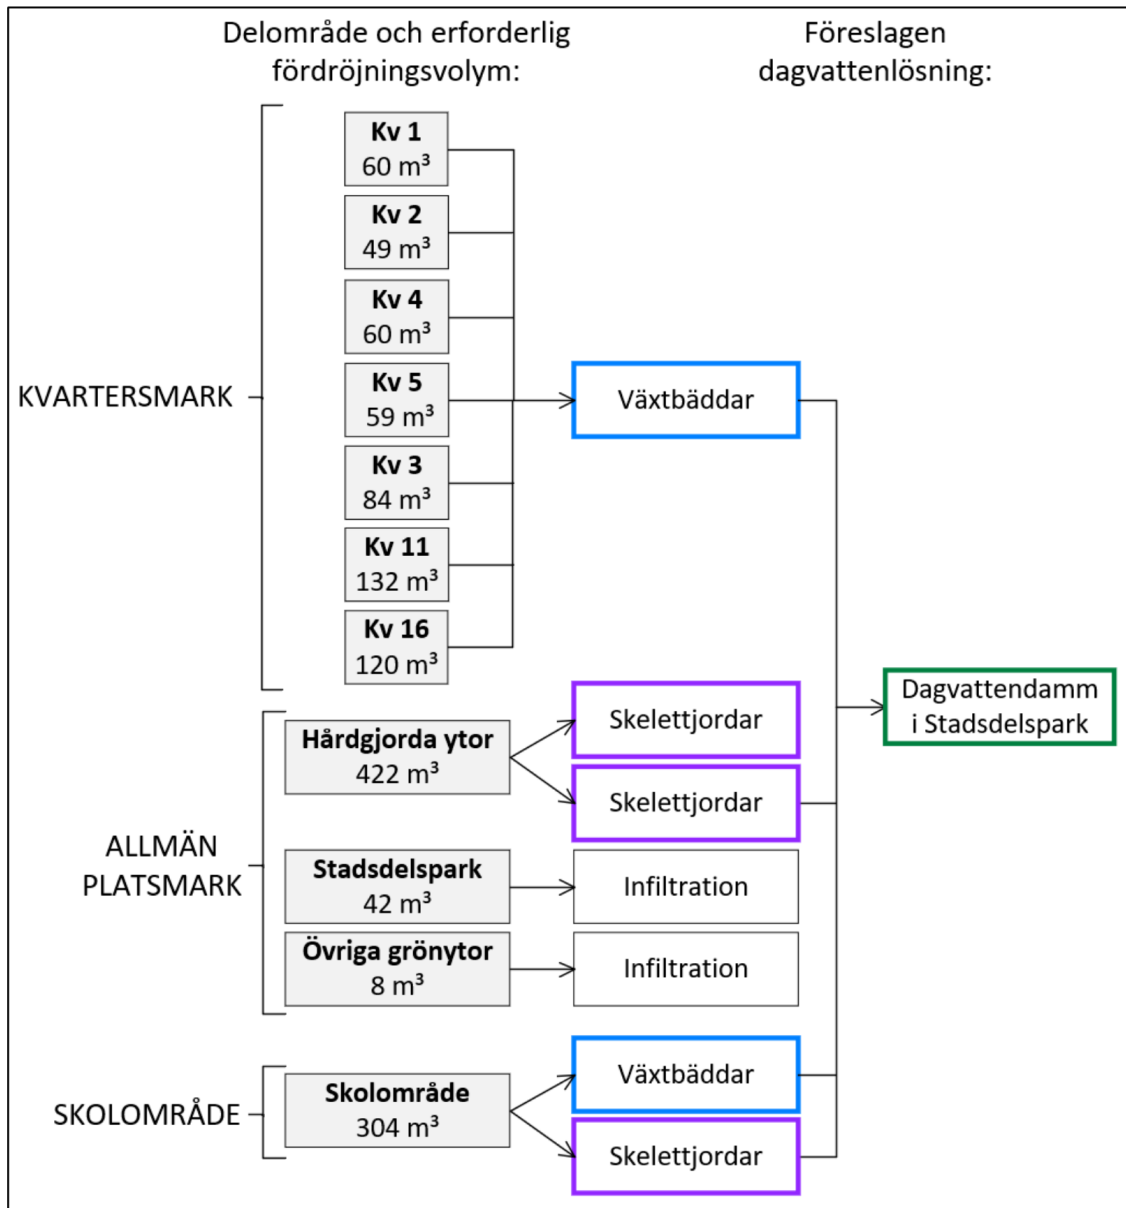 Delområde och erforderlig
fördröjningsvolym:
Föreslagen
dagvattenlösning:
KVARTERSMARK
Kv 1
60 m³
Kv 2
49 m³
Kv 4
60 m³
Kv 5
59 m³
Kv 3
84 m³
Kv 11
132 m³
Kv 16
120 m³
Växtbäddar
ALLMÄN
PLATSMARK
Hårdgjorda ytor
422 m³
Skelettjordar
Skelettjordar
Stadsdelspark
42 m³
Infiltration
Övriga grönytor
8 m³
Infiltration
SKOLOMRÅDE
Skolområde
304 m³
Växtbäddar
Skelettjordar
Dagvattendamm
i Stadsdelspark